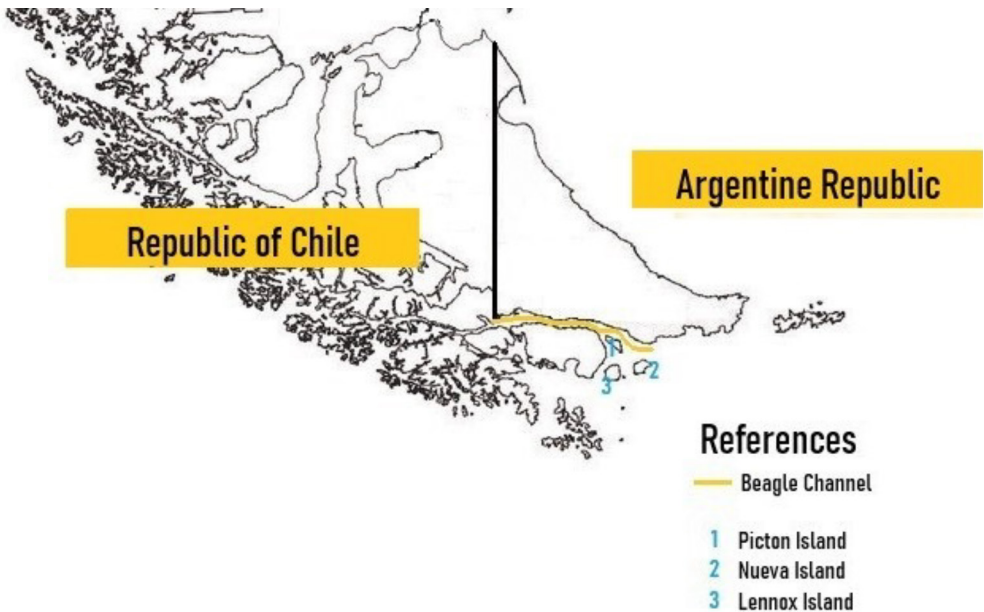 Argentine Republic
Republic of Chile
1
2
3
References
Beagle Channel
1 Picton Island
2 Nueva Island
3 Lennox Island